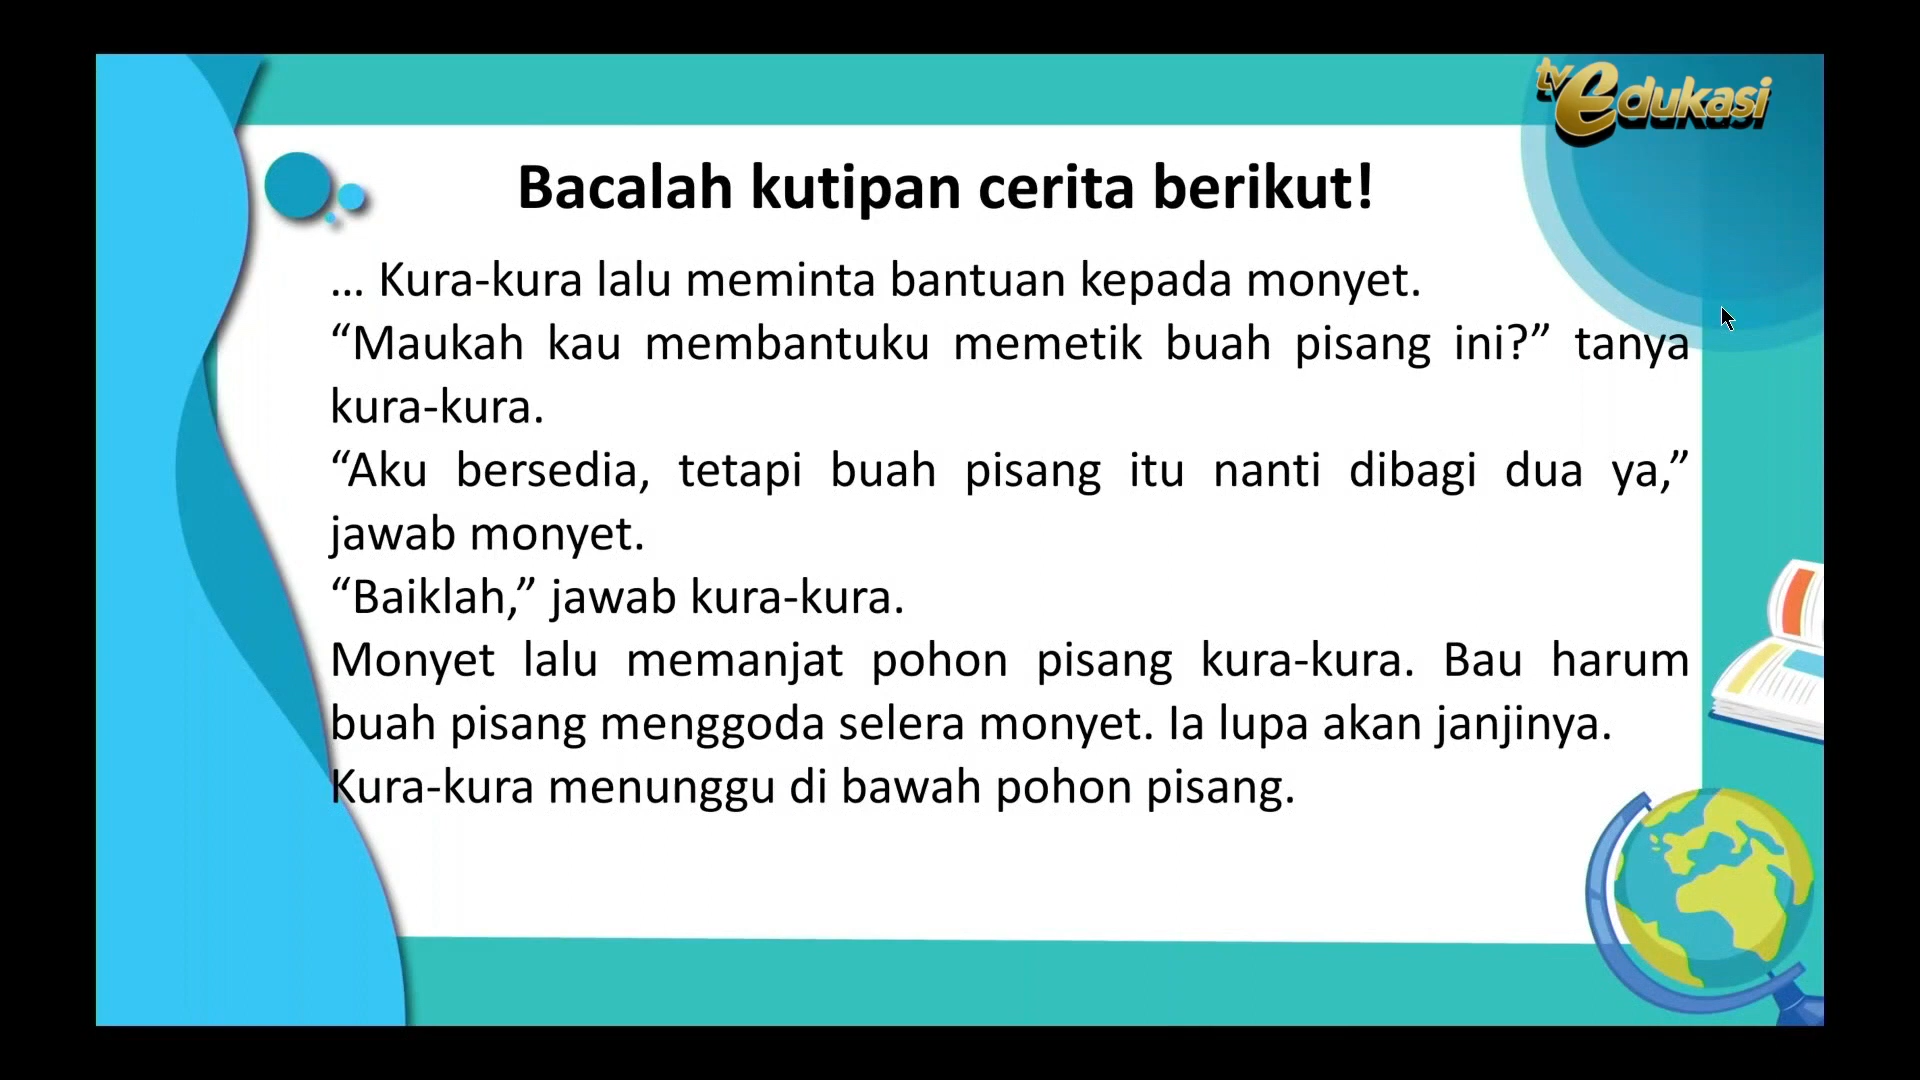 tv edukasi
Bacalah kutipan cerita berikut!
... Kura-kura lalu meminta bantuan kepada monyet.
“Maukah kau membantuku memetik buah pisang ini?” tanya
kura-kura.
“Aku bersedia, tetapi buah pisang itu nanti dibagi dua ya,”
jawab monyet.
“Baiklah,” jawab kura-kura.
Monyet lalu memanjat pohon pisang kura-kura. Bau harum
buah pisang menggoda selera monyet. Ia lupa akan janjinya.
Kura-kura menunggu di bawah pohon pisang.